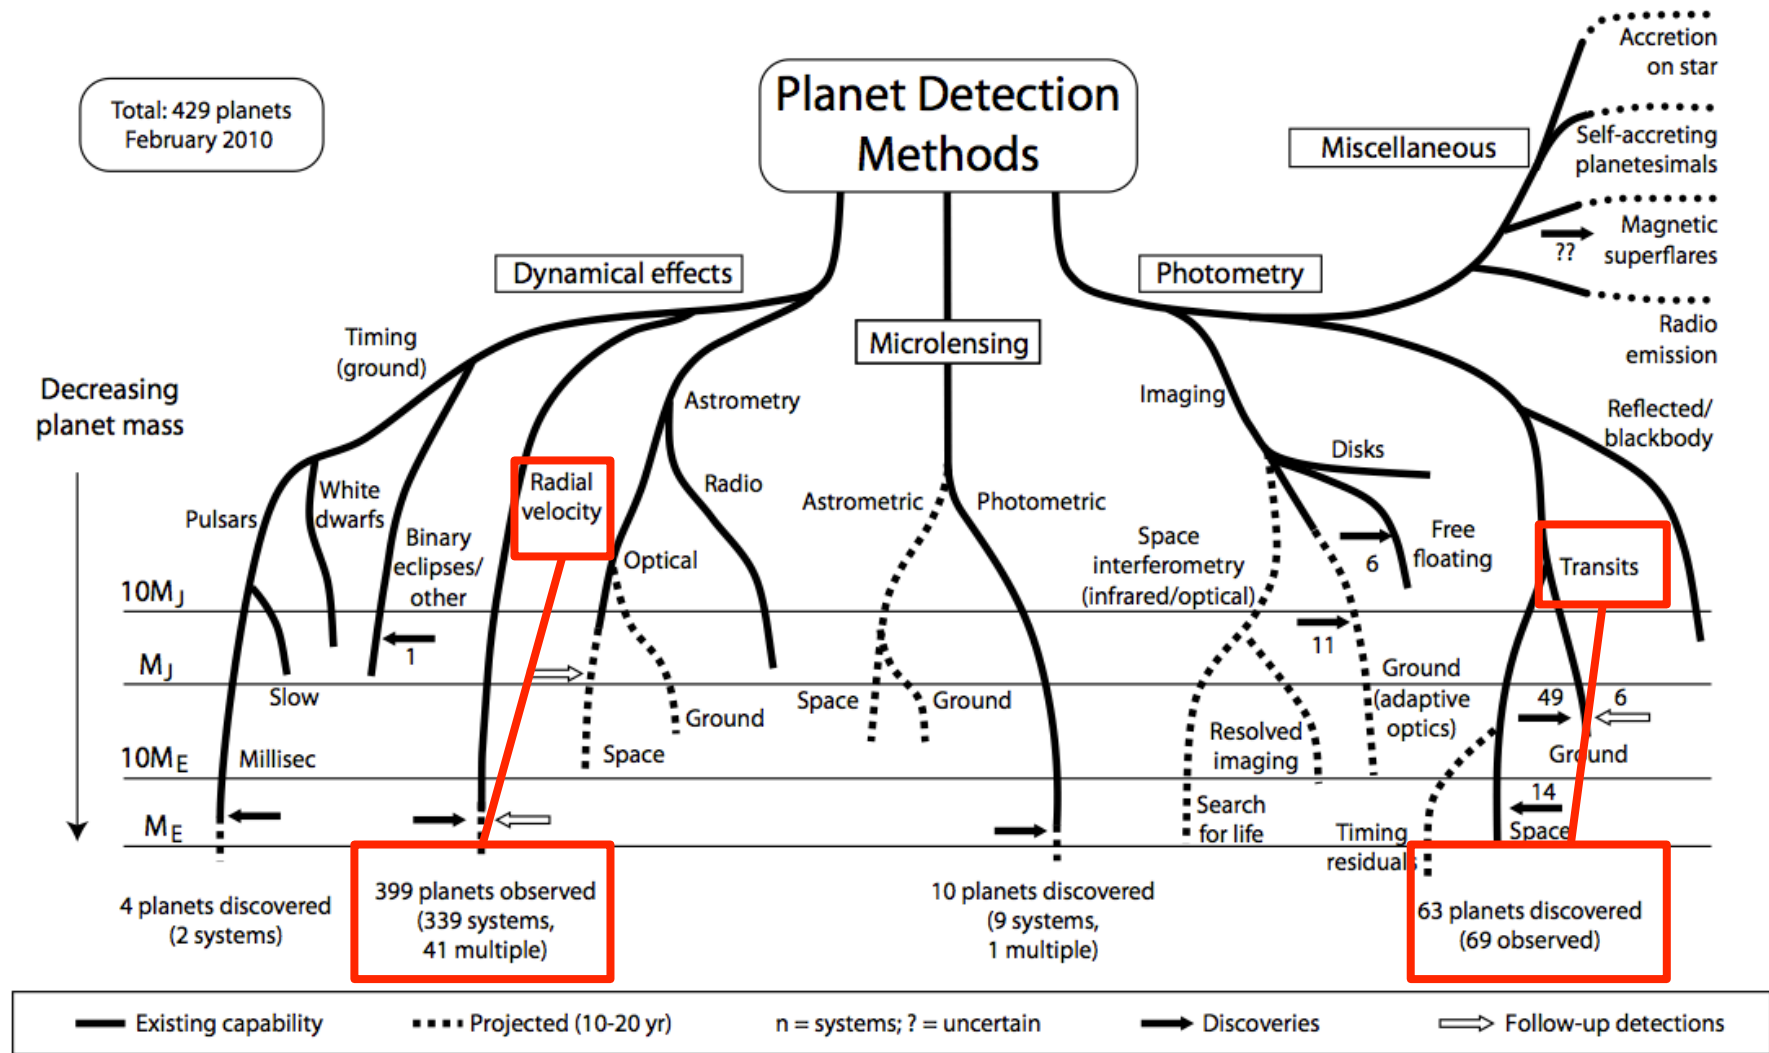 Total: 429 planets
February 2010
Planet Detection
Methods
Miscellaneous
Accretion
on star
Self-accreting
planetesimals
Magnetic
superflares
??
Radio
emission
Dynamical effects
Photometry
Microlensing
Timing
(ground)
Decreasing
planet mass
Astrometry
Imaging
Reflected/
blackbody
Disks
White
dwarfs
Pulsars
Radial
velocity
Radio
Astrometric
Photometric
Binary
eclipses/
other
Optical
Space
interferometry
(infrared/optical)
Free
floating
6
Transits
10MJ
1
11
MJ
Slow
Space
Ground
Space
Ground
Ground
(adaptive
optics)
49
6
Ground
Resolved
imaging
10ME
Millisec
14
Space
ME
Search
for life
Timing
residuals
4 planets discovered
(2 systems)
399 planets observed
(339 systems,
41 multiple)
10 planets discovered
(9 systems,
1 multiple)
63 planets discovered
(69 observed)
Existing capability
Projected (10-20 yr)
n = systems; ? = uncertain
Discoveries
Follow-up detections